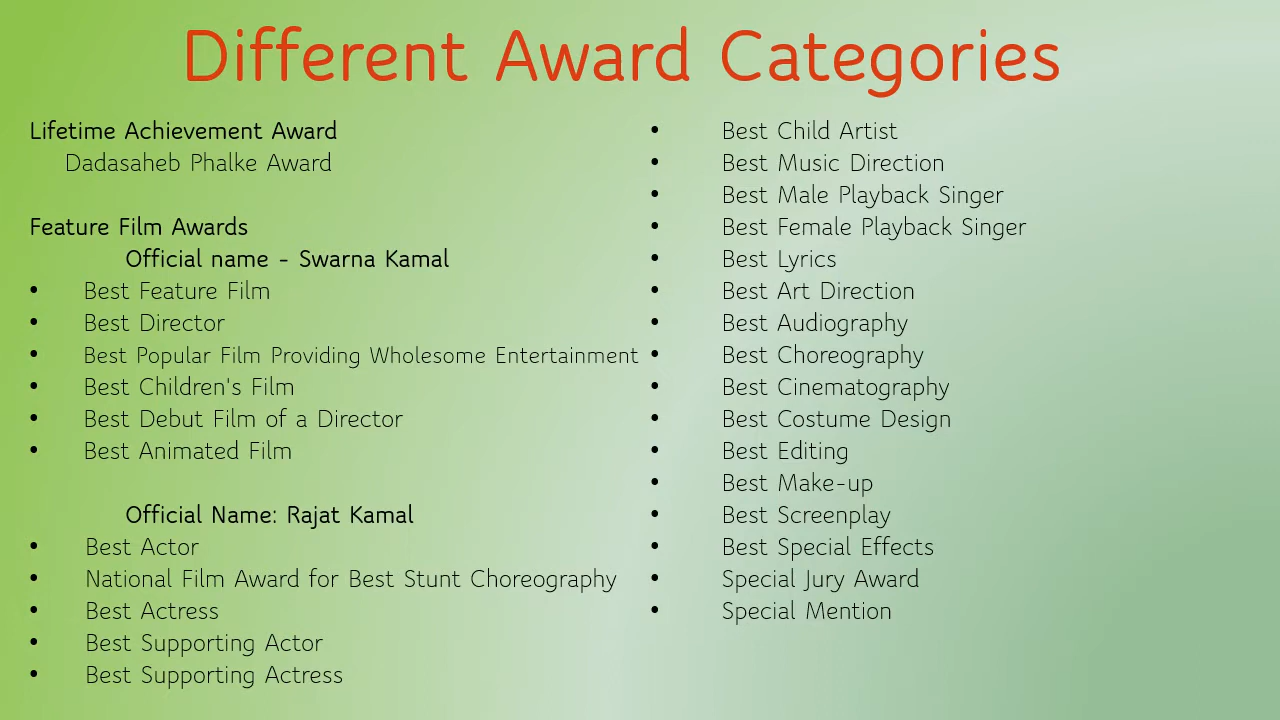 Different Award Categories
Lifetime Achievement Award
Dadasaheb Phalke Award
Feature Film Awards
Official name - Swarna Kamal
• Best Feature Film
• Best Director
• Best Popular Film Providing Wholesome Entertainment
• Best Children's Film
• Best Debut Film of a Director
• Best Animated Film
Official Name: Rajat Kamal
• Best Actor
• National Film Award for Best Stunt Choreography
• Best Actress
• Best Supporting Actor
• Best Supporting Actress
• Best Child Artist
• Best Music Direction
• Best Male Playback Singer
• Best Female Playback Singer
• Best Lyrics
• Best Art Direction
• Best Audiography
• Best Choreography
• Best Cinematography
• Best Costume Design
• Best Editing
• Best Make-up
• Best Screenplay
• Best Special Effects
• Special Jury Award
• Special Mention